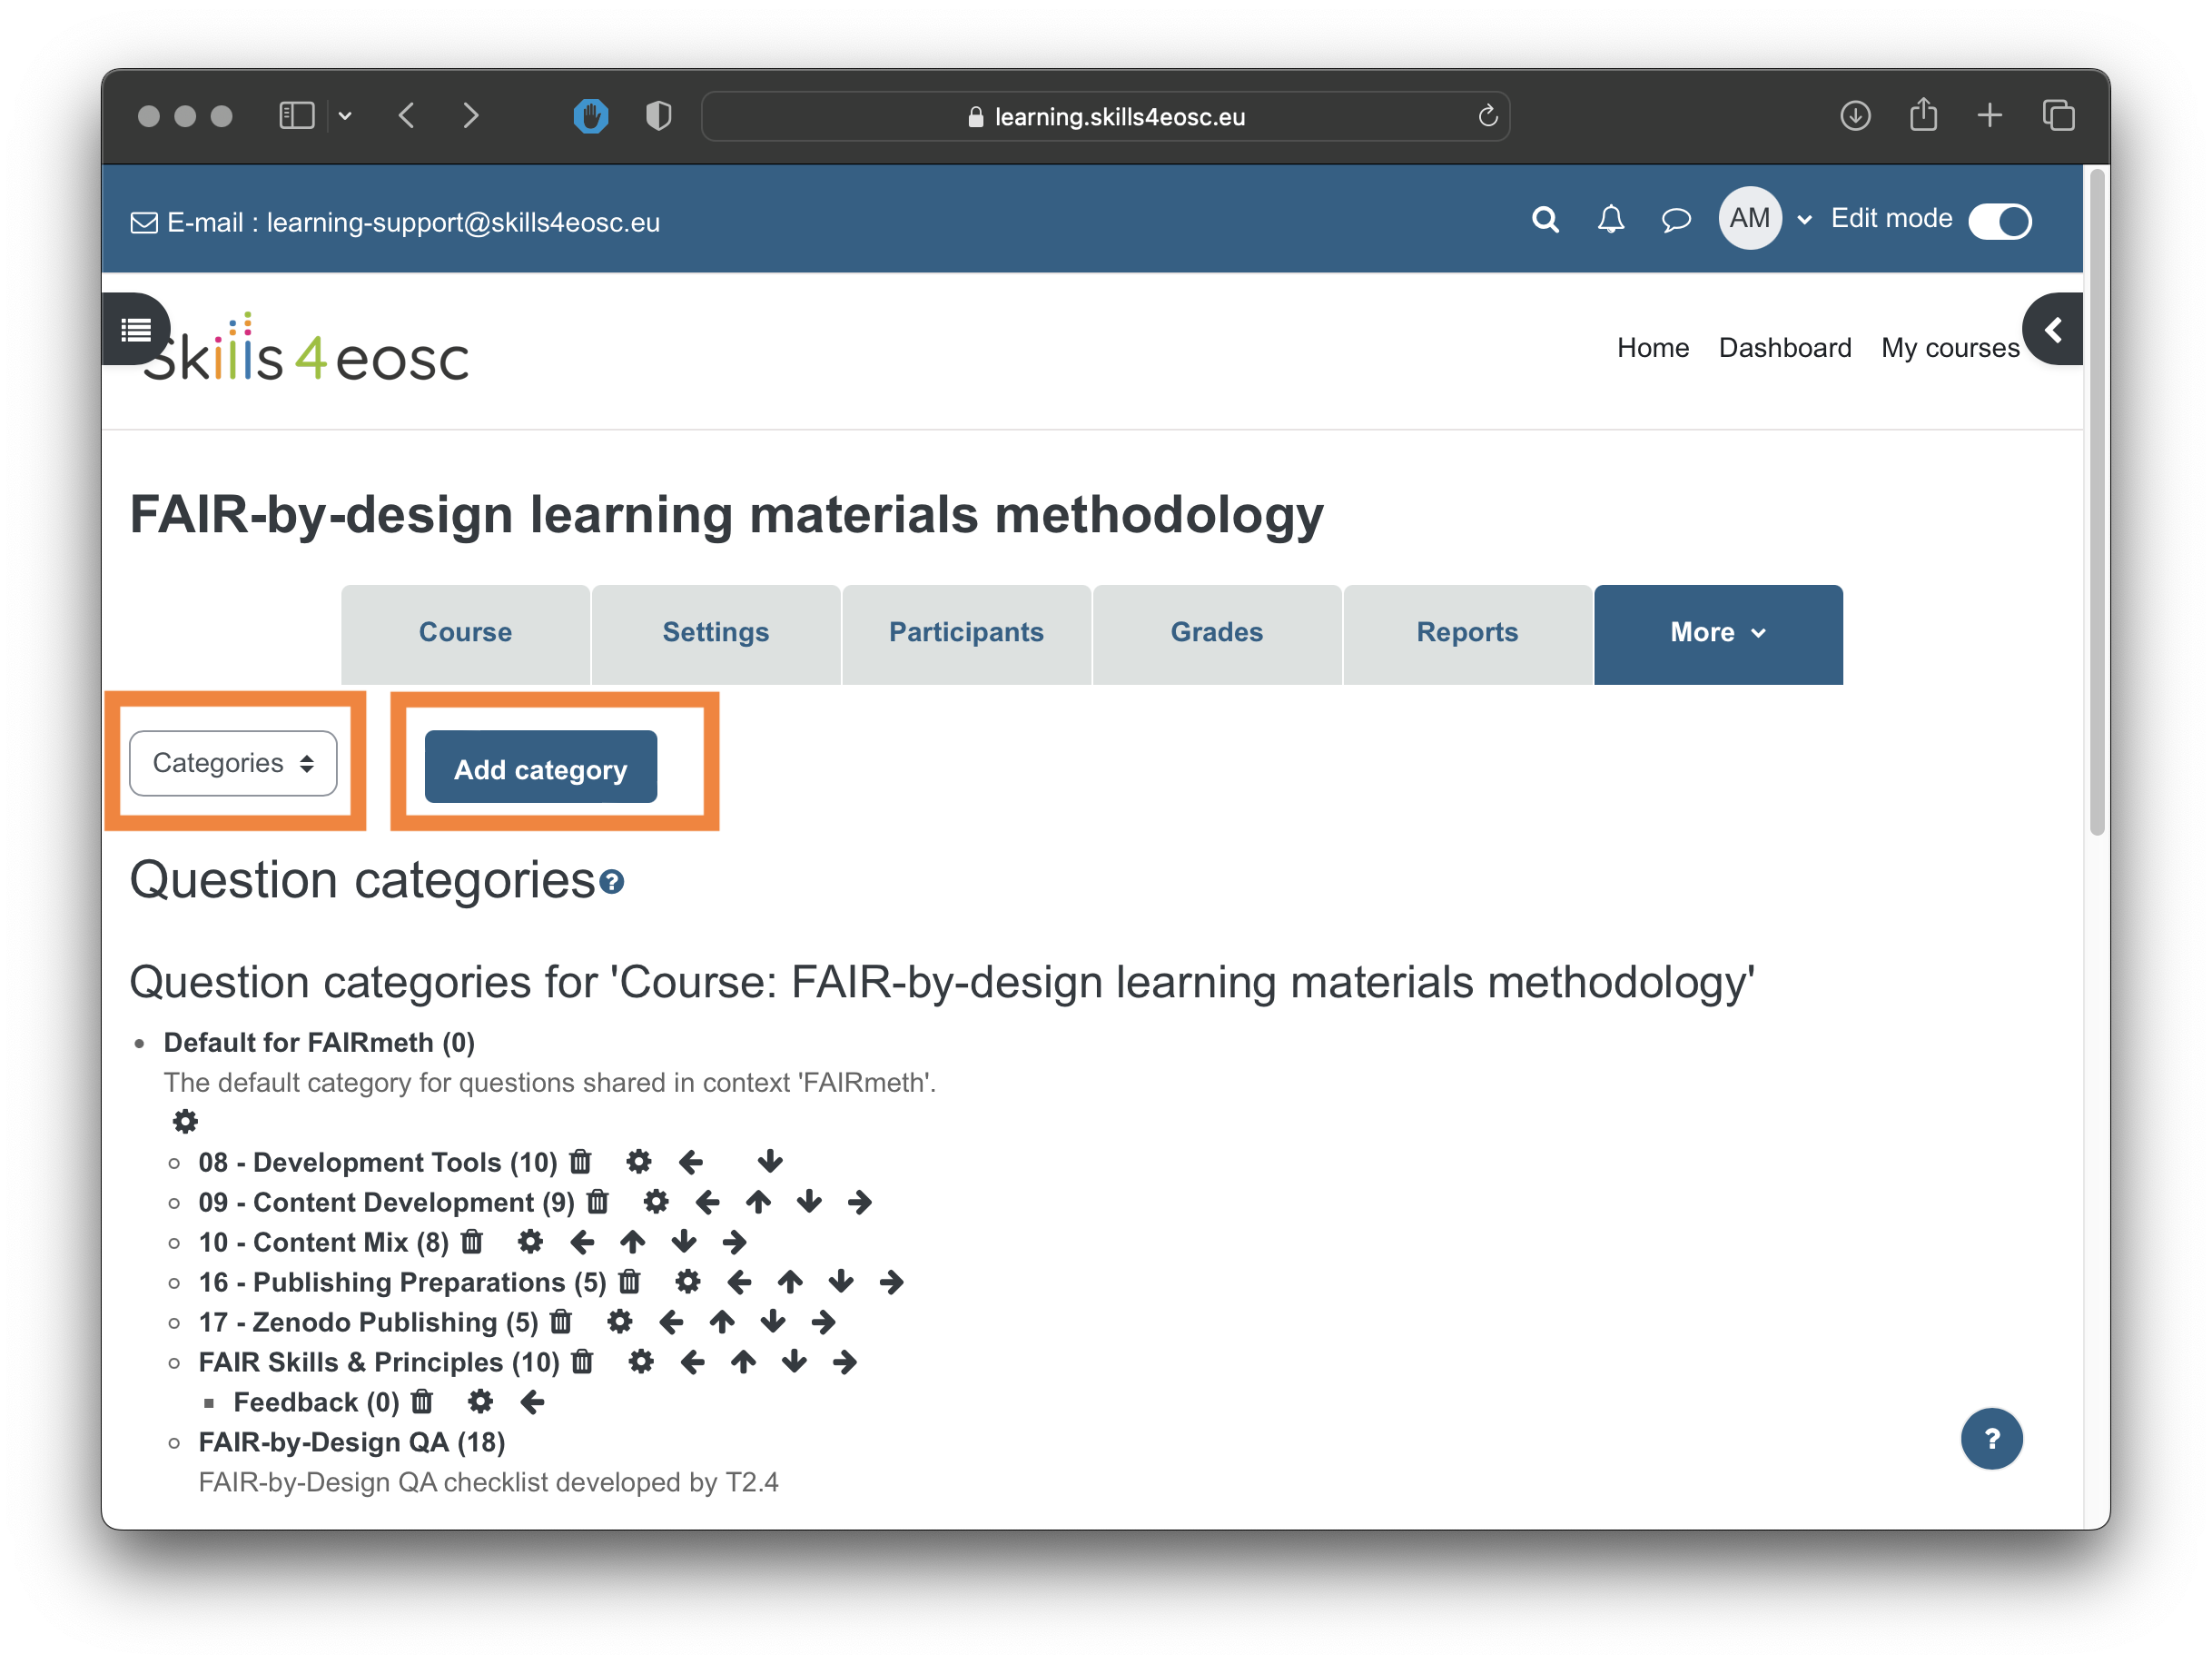 learning.skills4eosc.eu
E-mail : learning-support@skills4eosc.eu
AM
Edit mode
Skills 4 eosc
Home
Dashboard
My courses
FAIR-by-design learning materials methodology
Course
Settings
Participants
Grades
Reports
More
Categories
Add category
Question categories
?
Question categories for 'Course: FAIR-by-design learning materials methodology'
Default for FAIRmeth (0)
The default category for questions shared in context 'FAIRmeth'.
08 - Development Tools (10)
09 - Content Development (9)
10 - Content Mix (8)
16 - Publishing Preparations (5)
17 - Zenodo Publishing (5)
FAIR Skills & Principles (10)
Feedback (0)
FAIR-by-Design QA (18)
FAIR-by-Design QA checklist developed by T2.4
?